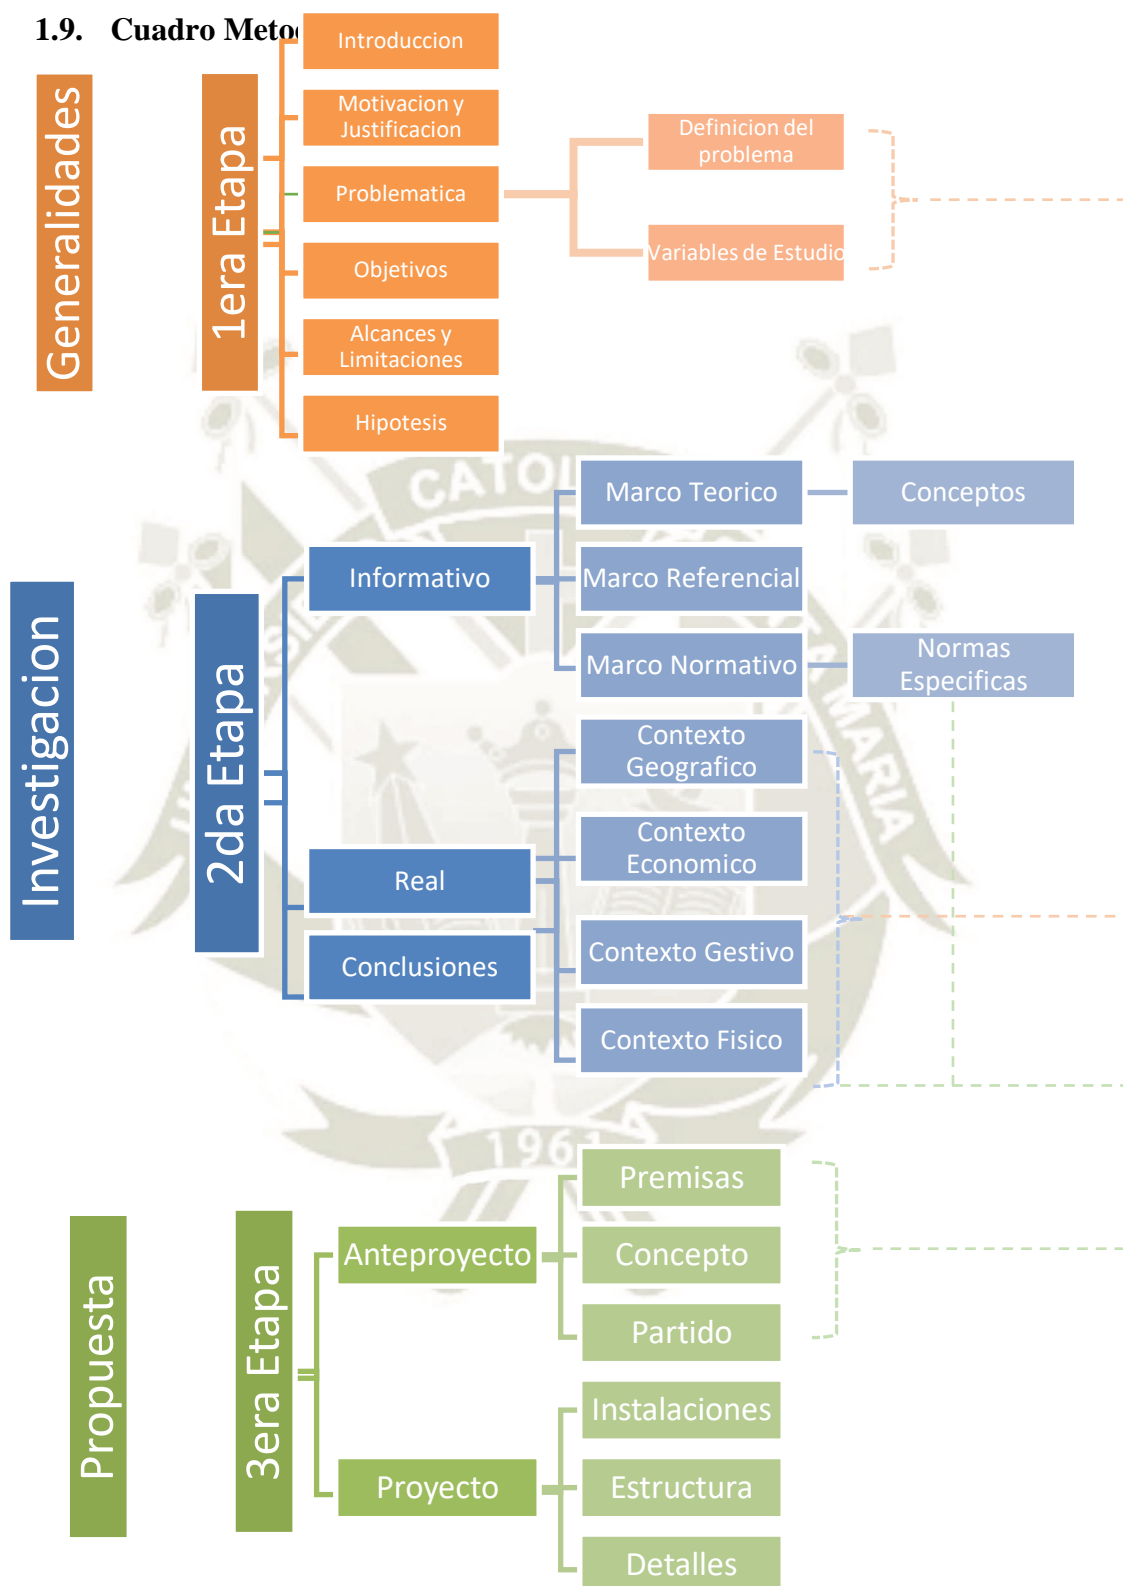 1.9. Cuadro Meto
Generalidades
1era Etapa
Introduccion
Motivacion y
Justificacion
Problematica
Objetivos
Alcances y
Limitaciones
Hipotesis
Definicion del
problema
Variables de Estudio
Investigacion
2da Etapa
Informativo
Real
Conclusiones
Marco Teorico
Marco Referencial
Marco Normativo
Conceptos
Normas
Especificas
Contexto
Geografico
Contexto
Economico
Contexto Gestivo
Contexto Fisico
Propuesta
3era Etapa
Anteproyecto
Proyecto
Premisas
Concepto
Partido
Instalaciones
Estructura
Detalles
1961
MARIA